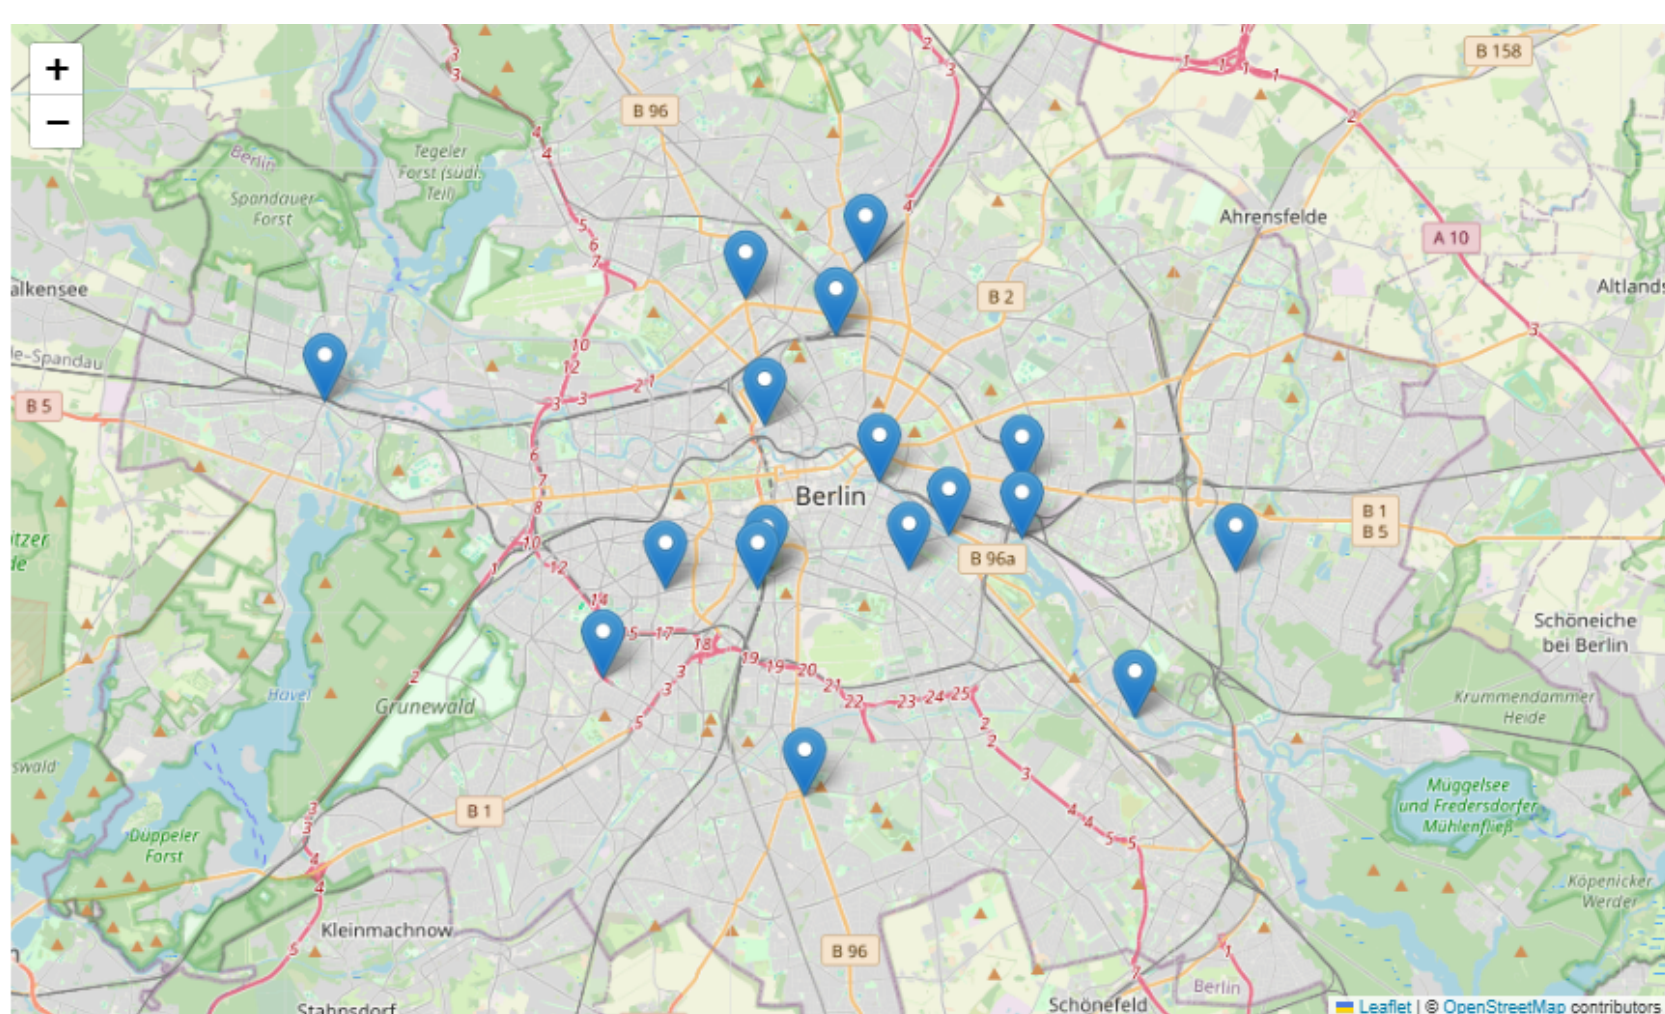 +
−
B 96
B 158
Berlin
Tegeler
Forst (südl.
Teil)
Spandauer
Forst
Ahrensfelde
A 10
alkensee
B 2
Altlands
le-Spandau
B 5
Berlin
B 1
B 5
itzer
de
B 96a
Schöneiche
bei Berlin
Havel
Grunewald
Krummendammer
Heide
swald
Müggelsee
und Fredersdorfer
Mühlenfließ
B 1
Düppeler
Forst
Köpenicker
Werder
Kleinmachnow
B 96
Berlin
Schönefeld
Stahnsdorf
Leaflet | © OpenStreetMap contributors